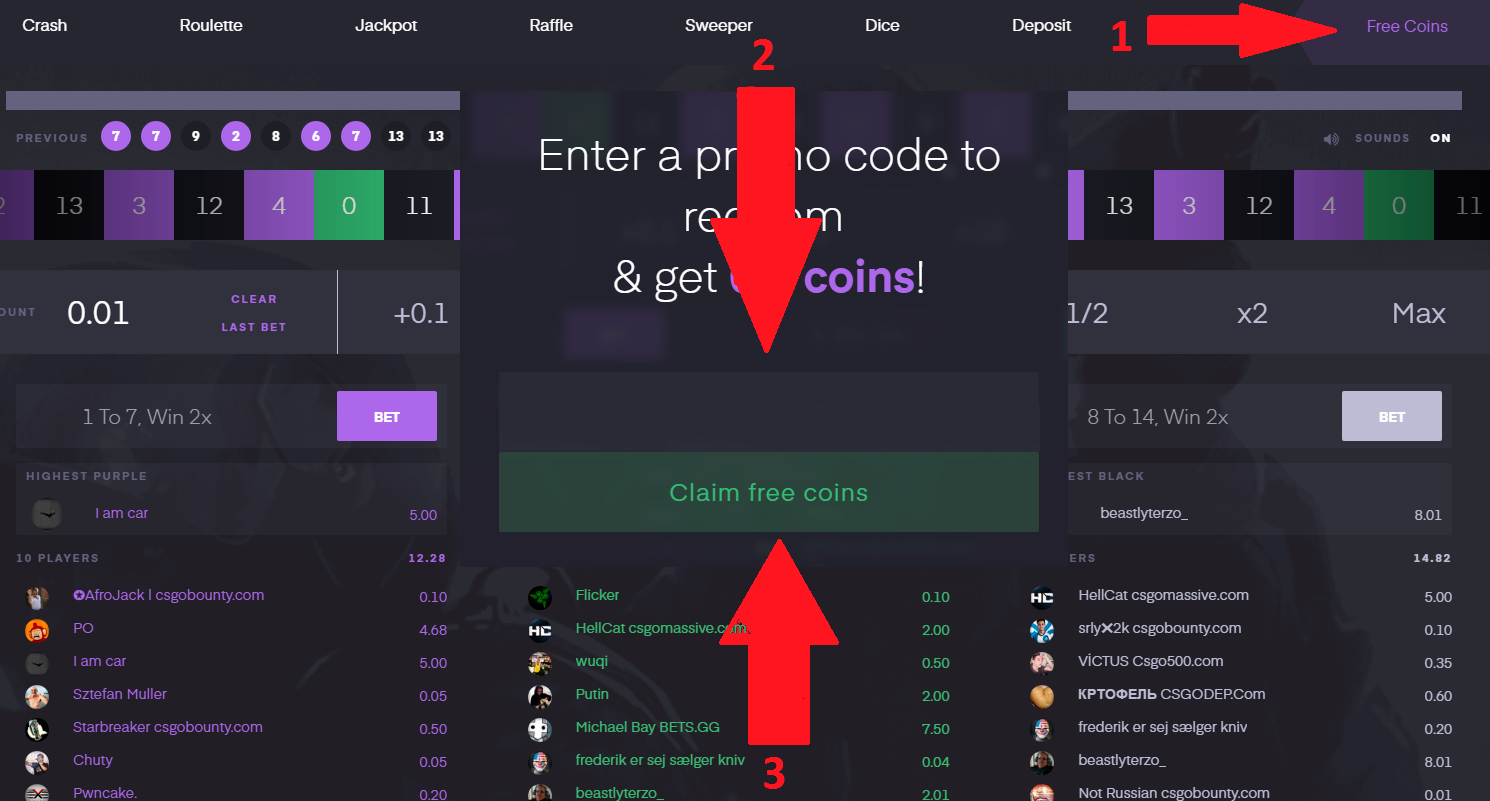 Crash Roulette Jackpot Raffle Sweeper Dice Deposit 1 Free Coins
2
PREVIOUS 7 7 9 2 8 6 7 13 13
SOUNDS ON
Enter a promo code to
redeem
& get coins!
13 3 12 4 0 11
13 3 12 4 0 11
0.01 CLEAR
LAST BET
+0.1
1/2 x2 Max
1 To 7, Win 2x BET
8 To 14, Win 2x BET
Claim free coins
HIGHEST PURPLE
I am car 5.00
EST BLACK
beastlyterzo_ 8.01
10 PLAYERS 12.28
ERS 14.82
✪AfroJack | csgobounty.com 0.10
PO 4.68
I am car 5.00
Sztefan Muller 0.05
Starbreaker csgobounty.com 0.50
Chuty 0.05
Pwncake. 0.20
Flicker 0.10
HC HellCat csgomassive.com 2.00
wuqi 0.50
Putin 2.00
Michael Bay BETS.GG 7.50
frederik er sej sælger kniv 0.04
beastlyterzo_ 2.01
HC HellCat csgomassive.com 5.00
srly❌2k csgobounty.com 0.10
VİCTUS Csgo500.com 0.35
КРТОФЕЛЬ CSGODEP.Com 0.60
frederik er sej sælger kniv 0.20
beastlyterzo_ 8.01
Not Russian csgobounty.com 0.01
3